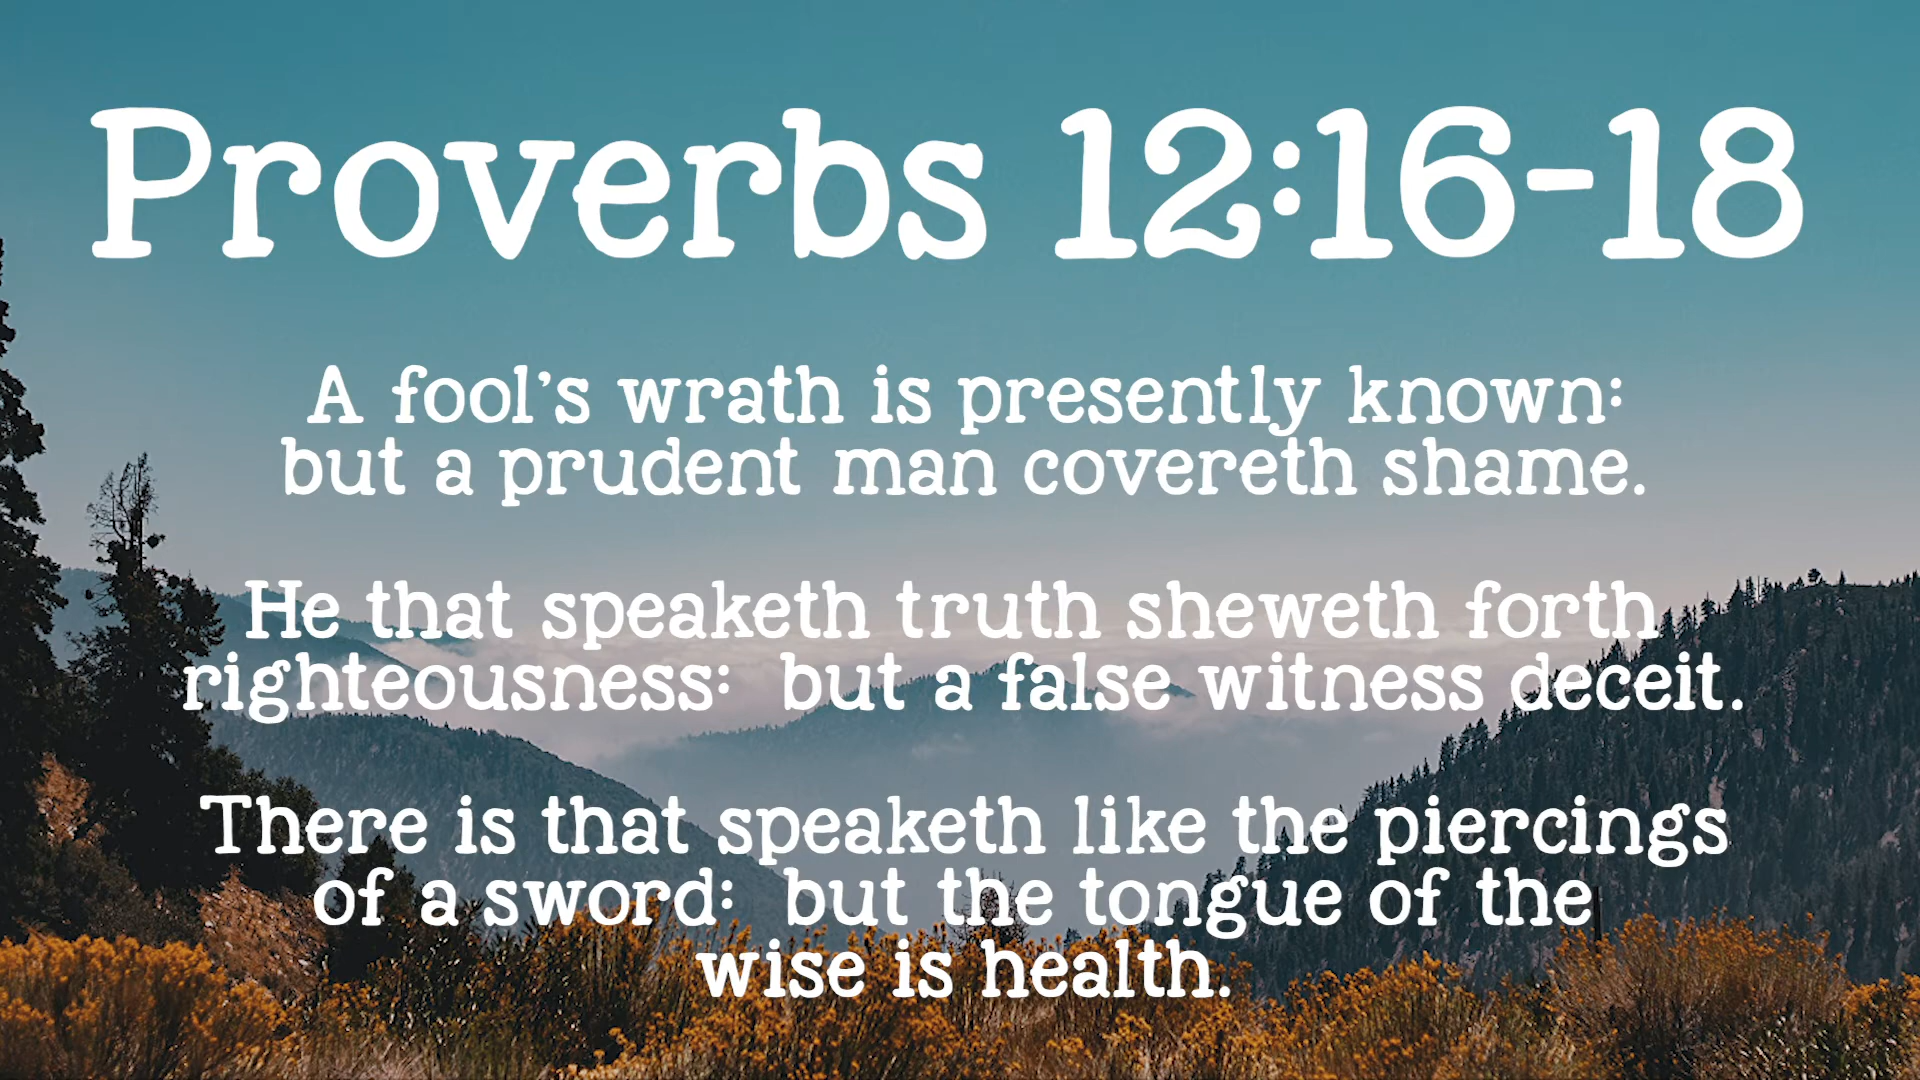 Proverbs 12:16-18
A fool's wrath is presently known:
but a prudent man covereth shame.
He that speaketh truth sheweth forth
righteousness: but a false witness deceit.
There is that speaketh like the piercings
of a sword: but the tongue of the
wise is health.